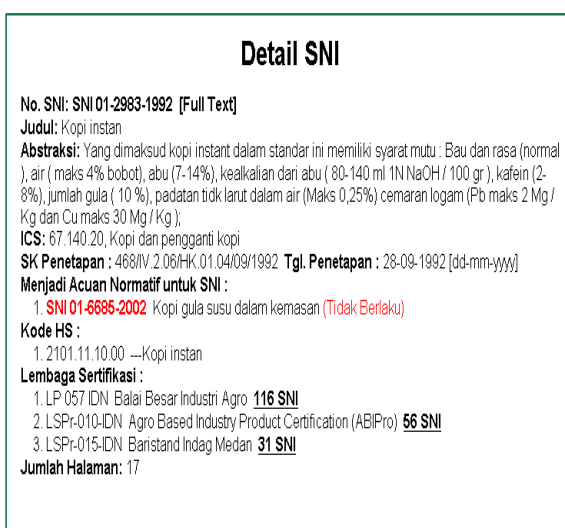 Detail SNI
No. SNI: SNI 01-2983-1992 [Full Text]
Judul: Kopi instan
Abstraksi: Yang dimaksud kopi instant dalam standar ini memiliki syarat mutu : Bau dan rasa (normal
), air ( maks 4% bobot), abu (7-14%), kealkalian dari abu ( 80-140 ml 1N NaOH / 100 gr ), kafein (2-
8%), jumlah gula ( 10 %), padatan tidk larut dalam air (Maks 0,25%) cemaran logam (Pb maks 2 Mg /
Kg dan Cu maks 30 Mg / Kg );
ICS: 67.140.20, Kopi dan pengganti kopi
SK Penetapan : 468/IV.2.06/HK.01.04/09/1992 Tgl. Penetapan : 28-09-1992 [dd-mm-yyyy]
Menjadi Acuan Normatif untuk SNI :
1. SNI 01-6685-2002 Kopi gula susu dalam kemasan (Tidak Berlaku)
Kode HS :
1. 2101.11.10.00 ---Kopi instan
Lembaga Sertifikasi :
1. LP 057 IDN Balai Besar Industri Agro 116 SNI
2. LSPr-010-IDN Agro Based Industry Product Certification (ABIPro) 56 SNI
3. LSPr-015-IDN Baristand Indag Medan 31 SNI
Jumlah Halaman: 17